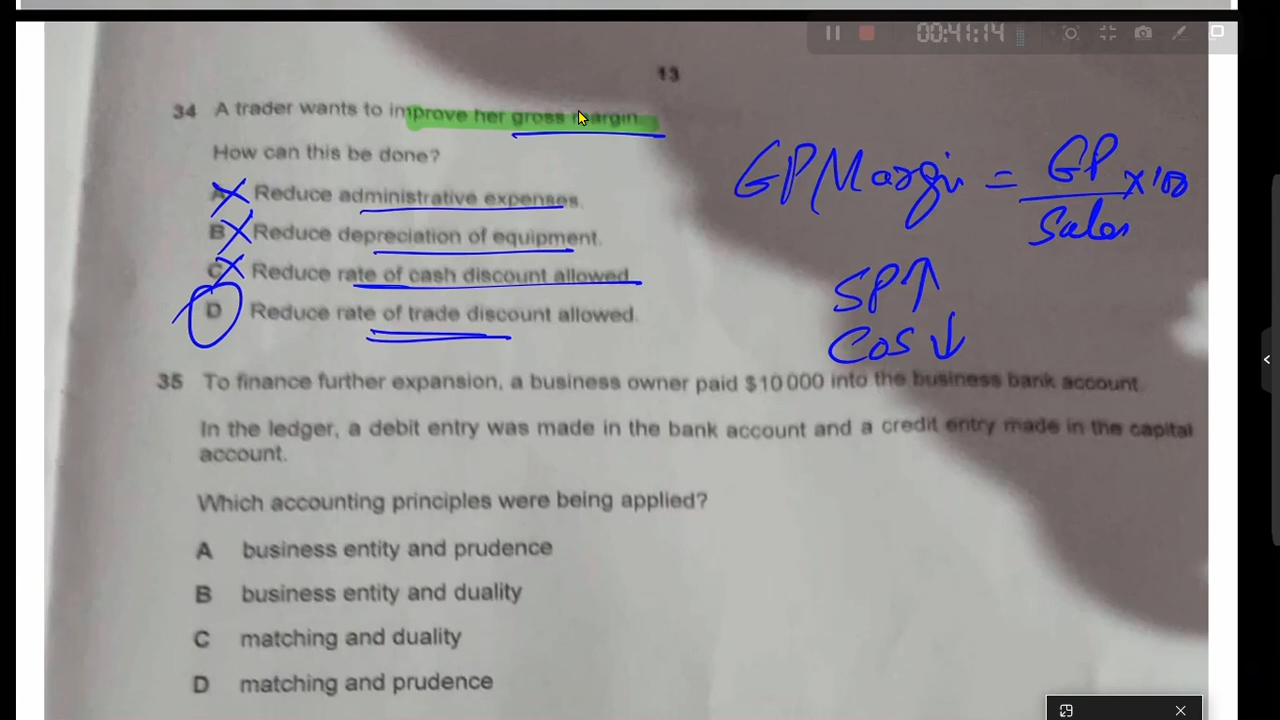 00:41:14
13
34 A trader wants to improve her gross margin.
How can this be done?
A Reduce administrative expenses.
B Reduce depreciation of equipment.
C Reduce rate of cash discount allowed.
D Reduce rate of trade discount allowed.
GP Margin = GP
Sales × 100
SP ↑
COS ↓
35 To finance further expansion, a business owner paid $10 000 into the business bank account.
In the ledger, a debit entry was made in the bank account and a credit entry made in the capital
account.
Which accounting principles were being applied?
A business entity and prudence
B business entity and duality
C matching and duality
D matching and prudence